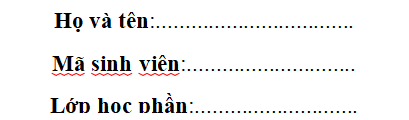 Họ và tên:..................................
Mã sinh viên:.............................
Lớp học phần:............................